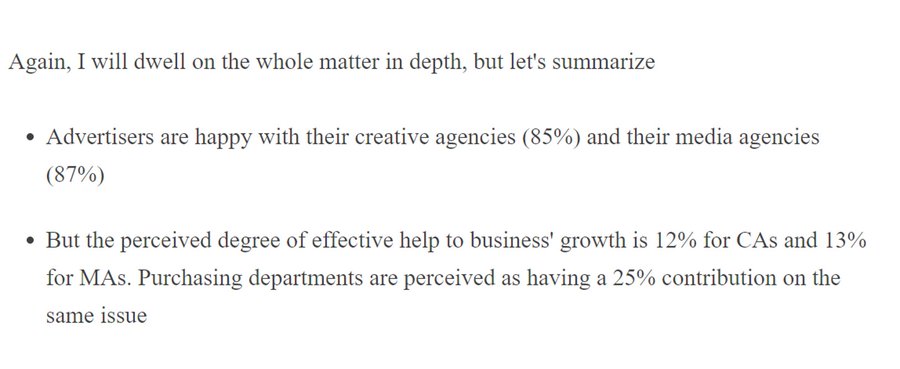 Again, I will dwell on the whole matter in depth, but let's summarize
• Advertisers are happy with their creative agencies (85%) and their media agencies
(87%)
• But the perceived degree of effective help to business' growth is 12% for CAs and 13%
for MAs. Purchasing departments are perceived as having a 25% contribution on the
same issue